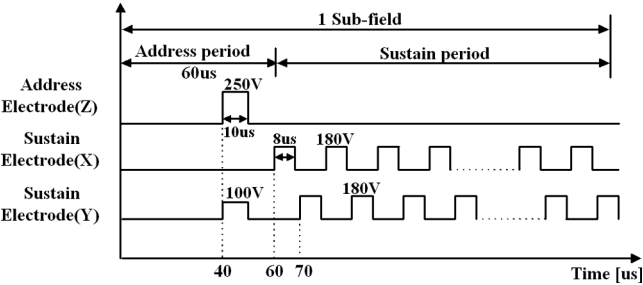 1 Sub-field
Address period
60us
Sustain period
Address
Electrode(Z)
250V
10us
Sustain
Electrode(X)
8us
180V
Sustain
Electrode(Y)
100V
180V
40
60
70
Time [us]